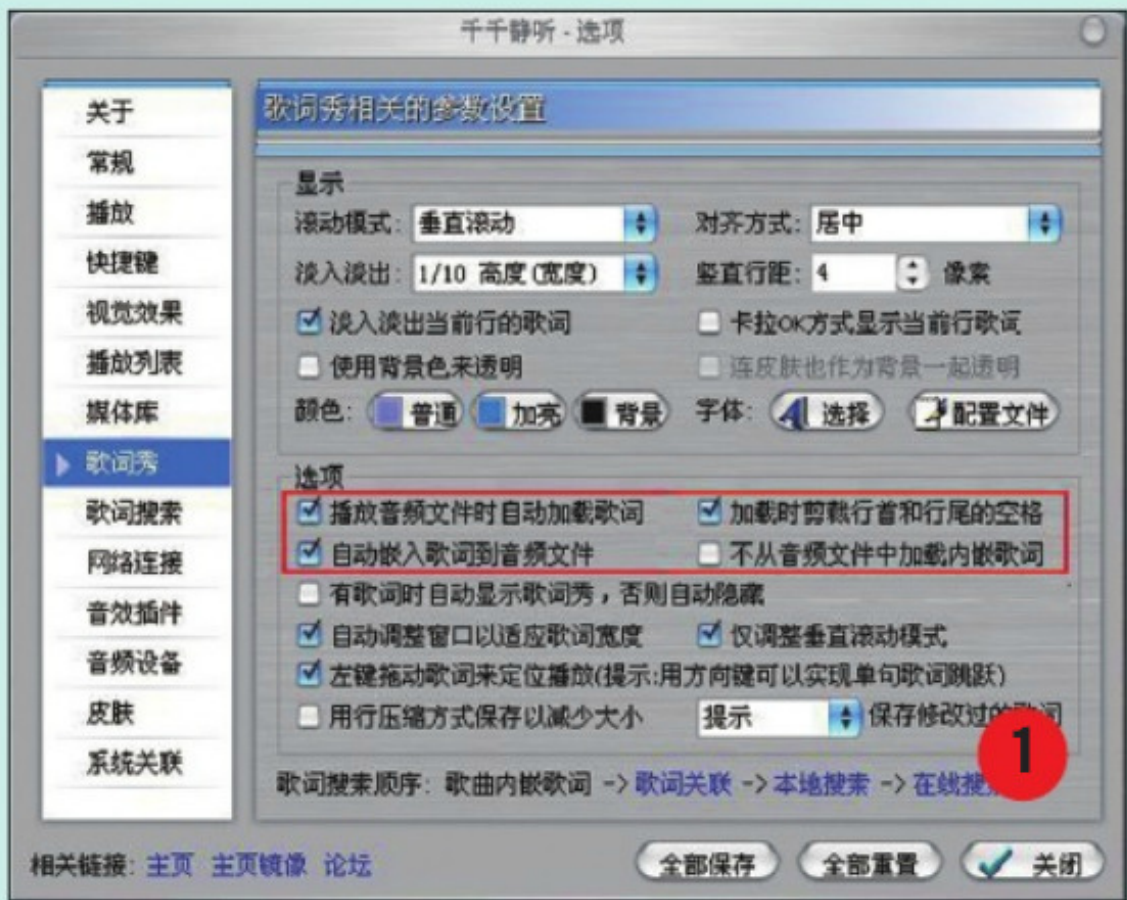 千千静听 - 选项
关于
常规
播放
快捷键
视觉效果
播放列表
媒体库
歌词秀
歌词搜索
网络连接
音效插件
音频设备
皮肤
系统关联
歌词秀相关的参数设置
显示
滚动模式: 垂直滚动 对齐方式: 居中
淡入淡出: 1/10 高度(宽度) 竖直行距: 4 像素
淡入淡出当前行的歌词 卡拉OK方式显示当前行歌词
使用背景色来透明 连皮肤也作为背景一起透明
颜色: 普通 加亮 背景 字体: 选择 配置文件
选项
播放音频文件时自动加载歌词 加载时剪裁行首和行尾的空格
自动嵌入歌词到音频文件 不从音频文件中加载内嵌歌词
有歌词时自动显示歌词秀，否则自动隐藏
自动调整窗口以适应歌词宽度 仅调整垂直滚动模式
左键拖动歌词来定位播放(提示:用方向键可以实现单句歌词跳跃)
用行压缩方式保存以减少大小 提示 保存修改过的歌词
1
歌词搜索顺序: 歌曲内嵌歌词 -> 歌词关联 -> 本地搜索 -> 在线搜
相关链接: 主页 主页镜像 论坛 全部保存 全部重置 关闭